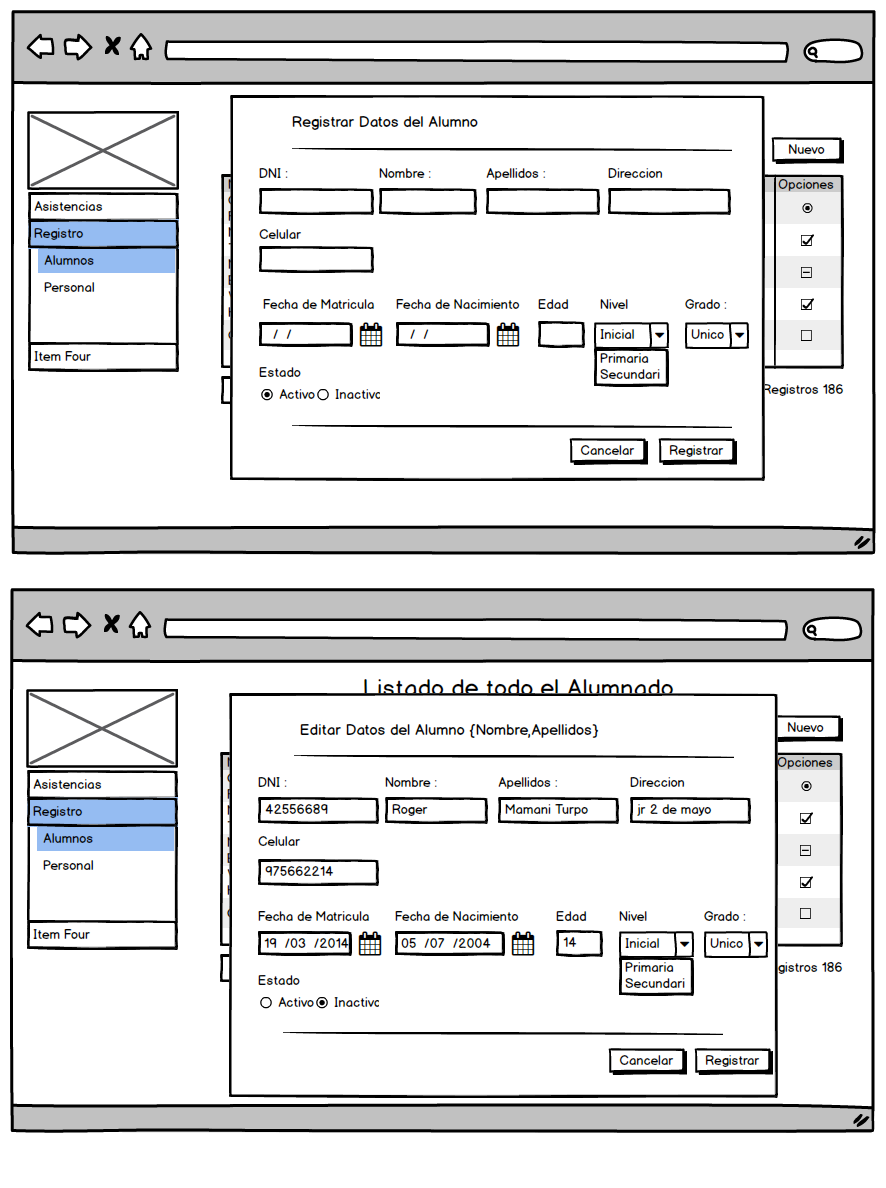 Registrar Datos del Alumno
Nuevo
DNI : Nombre : Apellidos : Direccion
Opciones
Asistencias
Registro
Celular
Alumnos
Personal
Fecha de Matricula Fecha de Nacimiento Edad Nivel Grado :
/ / / / Inicial Unico
Item Four
Primaria
Secundari
Estado
Registros 186
Activo Inactivo
Cancelar Registrar
Listado de todo el Alumnado
Editar Datos del Alumno {Nombre,Apellidos}
Nuevo
DNI : Nombre : Apellidos : Direccion
Opciones
Asistencias
42556689 Roger Mamani Turpo jr 2 de mayo
Registro
Celular
Alumnos
Personal
975662214
Fecha de Matricula Fecha de Nacimiento Edad Nivel Grado :
Item Four
19 /03 /2014 05 /07 /2004 14 Inicial Unico
Primaria
Secundari
gistros 186
Estado
Activo Inactivo
Cancelar Registrar